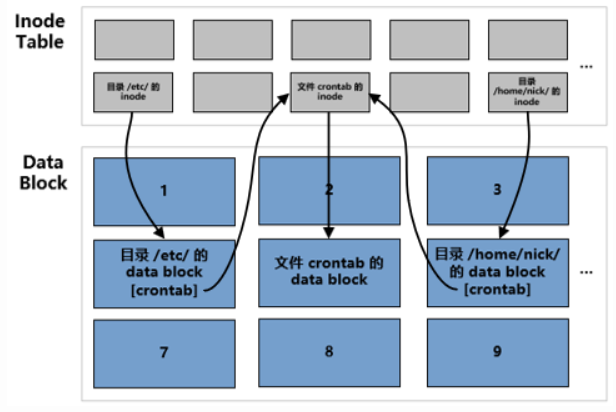 Inode
Table
...
目录 /etc/ 的
inode
文件 crontab 的
inode
目录
/home/nick/ 的
inode
Data
Block
1
2
3
目录 /etc/ 的
data block
[crontab]
文件 crontab 的
data block
目录 /home/nick/
的 data block
[crontab]
...
7
8
9